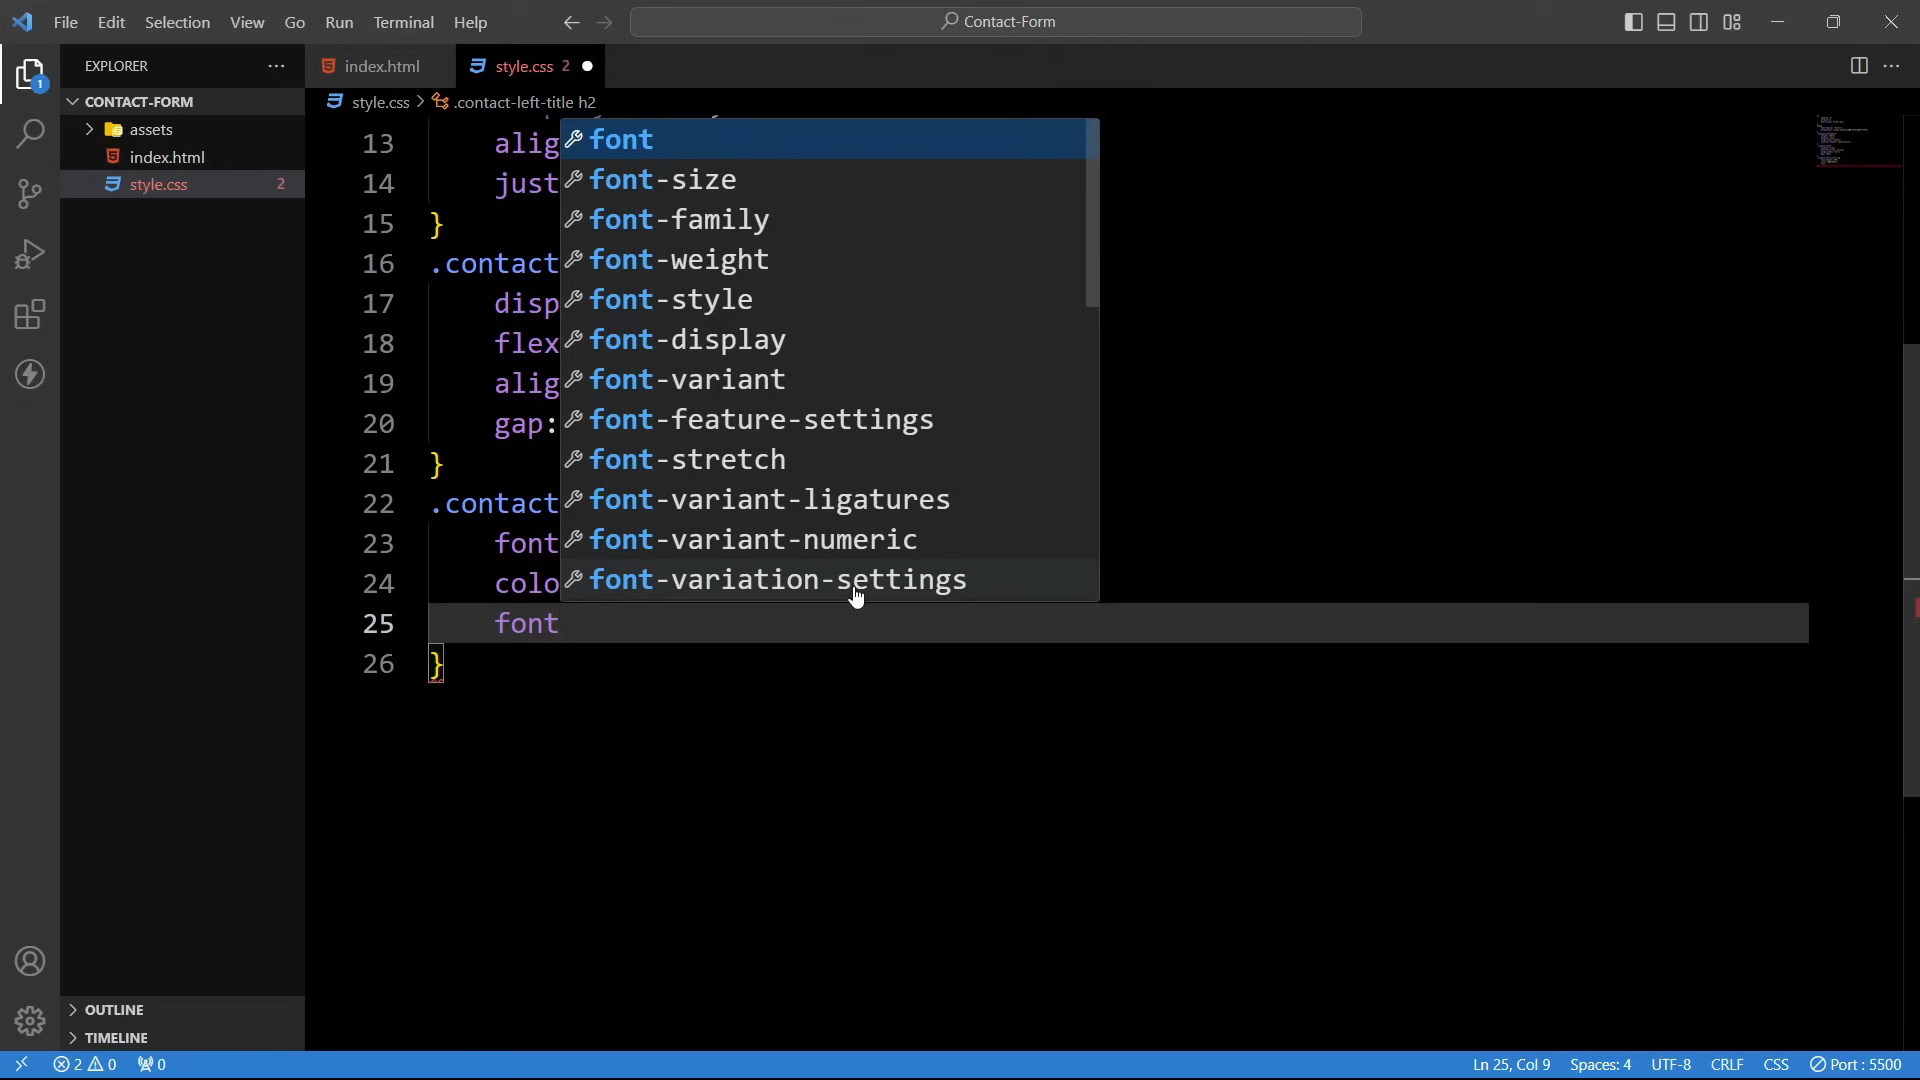 File Edit Selection View Go Run Terminal Help
Contact-Form
EXPLORER
index.html
style.css 2
CONTACT-FORM
style.css > .contact-left-title h2
assets
index.html
style.css 2
1
13 alig
14 just
15 }
16 .contact
17 disp
18 flex
19 alig
20 gap:
21 }
22 .contact
23 font
24 colo
25 font
26 }
font
font-size
font-family
font-weight
font-style
font-display
font-variant
font-feature-settings
font-stretch
font-variant-ligatures
font-variant-numeric
font-variation-settings
OUTLINE
TIMELINE
2 0 0 Ln 25, Col 9 Spaces: 4 UTF-8 CRLF CSS Port : 5500